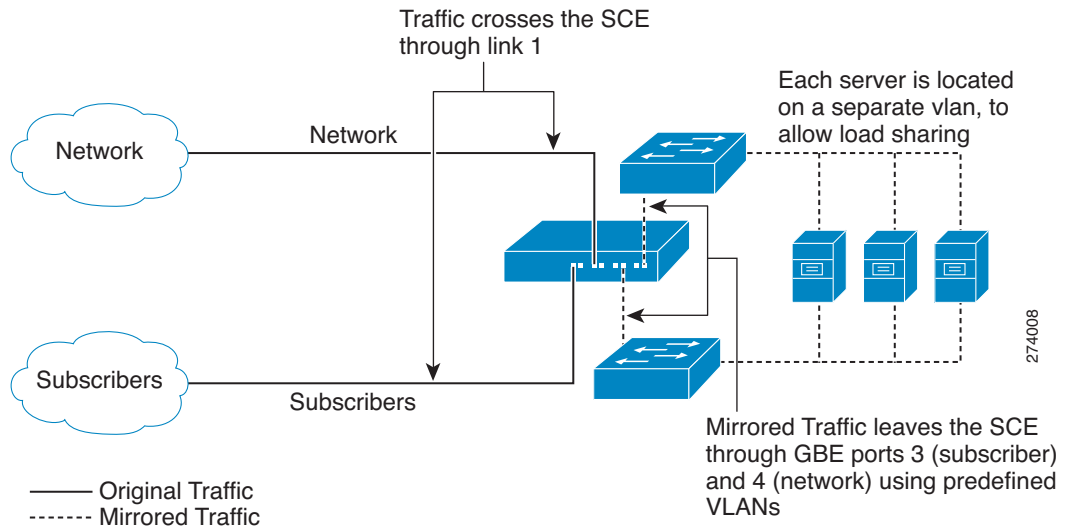 Traffic crosses the SCE
through link 1
Each server is located
on a separate vlan, to
allow load sharing
Network
Network
Subscribers
Subscribers
274008
Mirrored Traffic leaves the SCE
through GBE ports 3 (subscriber)
and 4 (network) using predefined
VLANs
Original Traffic
Mirrored Traffic